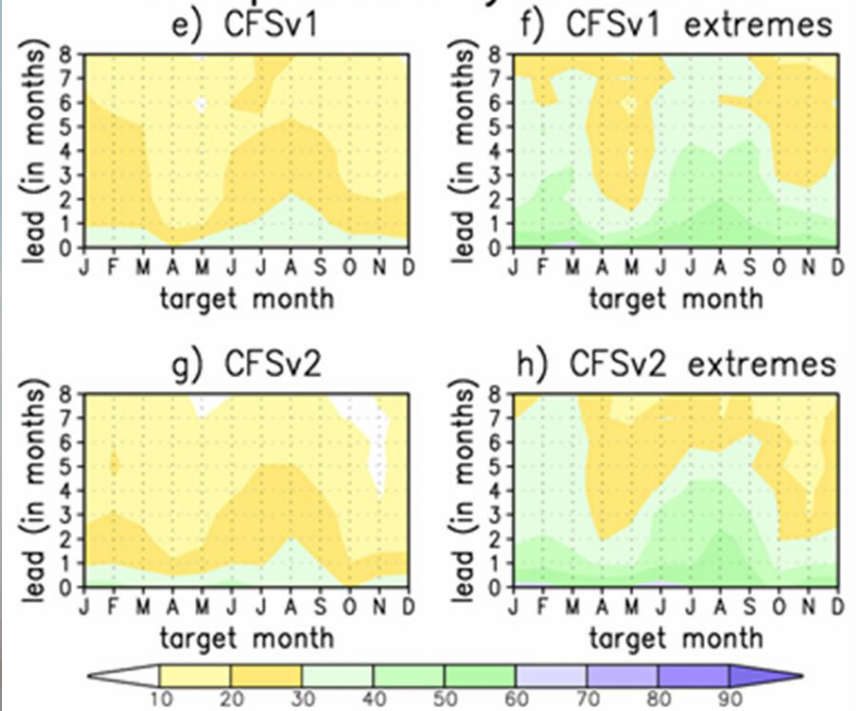 e) CFSv1
f) CFSv1 extremes
lead (in months)
8
7
6
5
4
3
2
1
0
J F M A M J J A S O N D
target month
lead (in months)
8
7
6
5
4
3
2
1
0
J F M A M J J A S O N D
target month
g) CFSv2
h) CFSv2 extremes
lead (in months)
8
7
6
5
4
3
2
1
0
J F M A M J J A S O N D
target month
lead (in months)
8
7
6
5
4
3
2
1
0
J F M A M J J A S O N D
target month
10 20 30 40 50 60 70 80 90